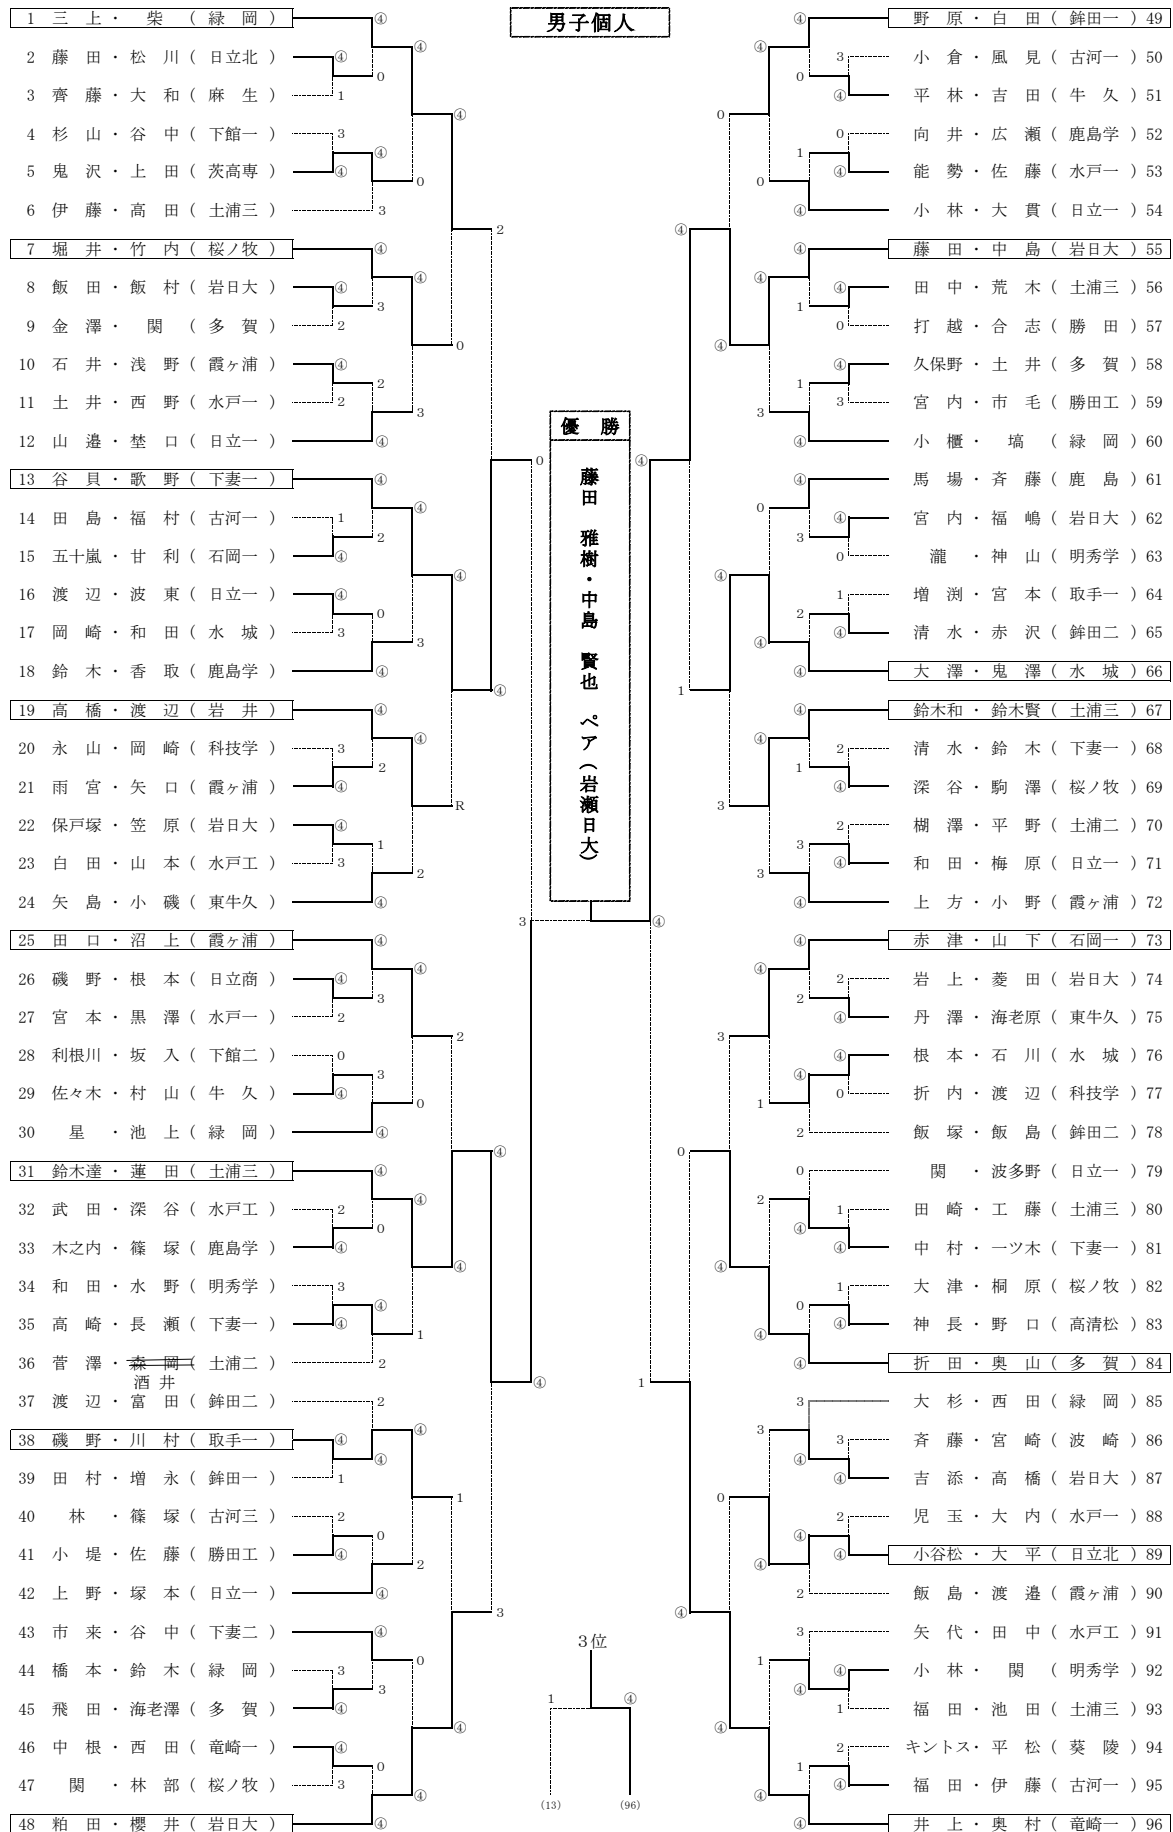 男子個人
1 三上・柴（緑岡）
2 藤田・松川（日立北）
3 齊藤・大和（麻生）
4 杉山・谷中（下館一）
5 鬼沢・上田（茨高専）
6 伊藤・高田（土浦三）
7 堀井・竹内（桜ノ牧）
8 飯田・飯村（岩日大）
9 金澤・関（多賀）
10 石井・浅野（霞ヶ浦）
11 土井・西野（水戸一）
12 山邉・埜口（日立一）
13 谷貝・歌野（下妻一）
14 田島・福村（古河一）
15 五十嵐・甘利（石岡一）
16 渡辺・波東（日立一）
17 岡崎・和田（水城）
18 鈴木・香取（鹿島学）
19 高橋・渡辺（岩井）
20 永山・岡崎（科技学）
21 雨宮・矢口（霞ヶ浦）
22 保戸塚・笠原（岩日大）
23 白田・山本（水戸工）
24 矢島・小磯（東牛久）
25 田口・沼上（霞ヶ浦）
26 磯野・根本（日立商）
27 宮本・黒澤（水戸一）
28 利根川・坂入（下館二）
29 佐々木・村山（牛久）
30 星・池上（緑岡）
31 鈴木達・蓮田（土浦三）
32 武田・深谷（水戸工）
33 木之内・篠塚（鹿島学）
34 和田・水野（明秀学）
35 高崎・長瀬（下妻一）
36 菅澤・森岡（土浦二）
酒井
37 渡辺・富田（鉾田二）
38 磯野・川村（取手一）
39 田村・増永（鉾田一）
40 林・篠塚（古河三）
41 小堤・佐藤（勝田工）
42 上野・塚本（日立一）
43 市来・谷中（下妻二）
44 橋本・鈴木（緑岡）
45 飛田・海老澤（多賀）
46 中根・西田（竜崎一）
47 関・林部（桜ノ牧）
48 粕田・櫻井（岩日大）
優勝
藤田 雅樹・中島 賢也 ペア（岩瀬日大）
3位
1 ④
(13) (96)
野原・白田（鉾田一）49
小倉・風見（古河一）50
平林・吉田（牛久）51
向井・広瀬（鹿島学）52
能勢・佐藤（水戸一）53
小林・大貫（日立一）54
藤田・中島（岩日大）55
田中・荒木（土浦三）56
打越・合志（勝田）57
久保野・土井（多賀）58
宮内・市毛（勝田工）59
小櫃・塙（緑岡）60
馬場・斉藤（鹿島）61
宮内・福嶋（岩日大）62
瀧・神山（明秀学）63
増渕・宮本（取手一）64
清水・赤沢（鉾田二）65
大澤・鬼澤（水城）66
鈴木和・鈴木賢（土浦三）67
清水・鈴木（下妻一）68
深谷・駒澤（桜ノ牧）69
棚澤・平野（土浦二）70
和田・梅原（日立一）71
上方・小野（霞ヶ浦）72
赤津・山下（石岡一）73
岩上・菱田（岩日大）74
丹澤・海老原（東牛久）75
根本・石川（水城）76
折内・渡辺（科技学）77
飯塚・飯島（鉾田二）78
関・波多野（日立一）79
田崎・工藤（土浦三）80
中村・一ツ木（下妻一）81
大津・桐原（桜ノ牧）82
神長・野口（高清松）83
折田・奥山（多賀）84
大杉・西田（緑岡）85
斉藤・宮崎（波崎）86
吉添・高橋（岩日大）87
児玉・大内（水戸一）88
小谷松・大平（日立北）89
飯島・渡邉（霞ヶ浦）90
矢代・田中（水戸工）91
小林・関（明秀学）92
福田・池田（土浦三）93
キントス・平松（葵陵）94
福田・伊藤（古河一）95
井上・奥村（竜崎一）96